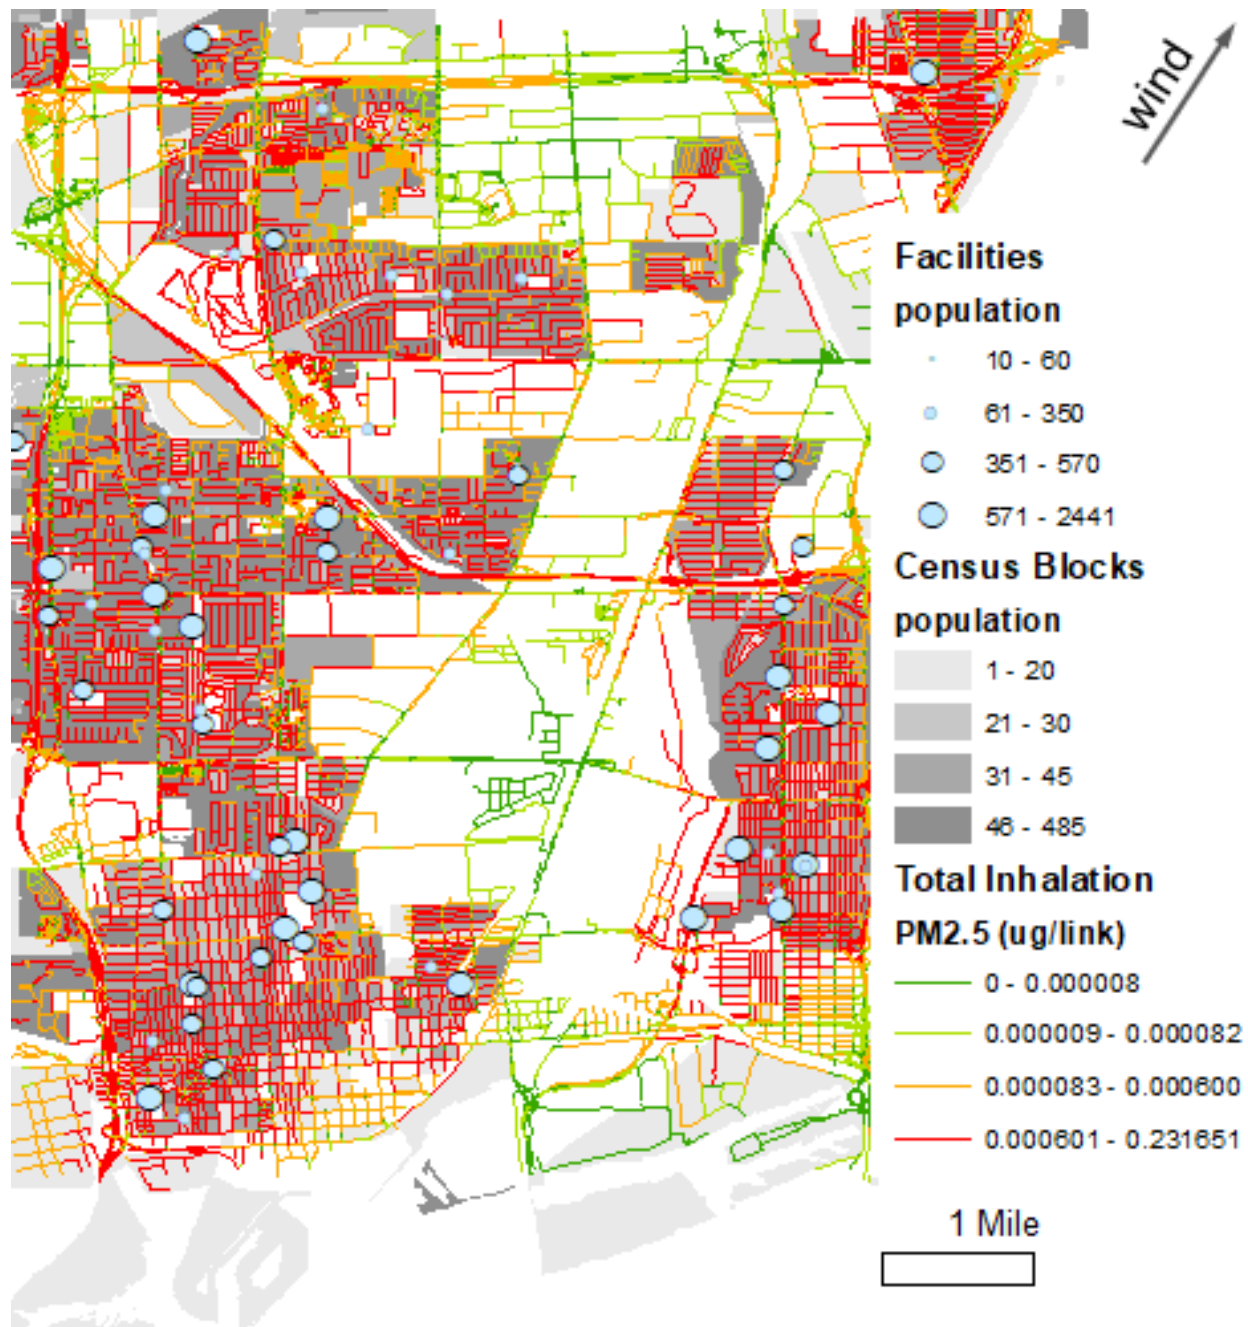 wind
Facilities
population
10 - 60
61 - 350
351 - 570
571 - 2441
Census Blocks
population
1 - 20
21 - 30
31 - 45
46 - 485
Total Inhalation
PM2.5 (ug/link)
0 - 0.000008
0.000009 - 0.000082
0.000083 - 0.000600
0.000601 - 0.231651
1 Mile